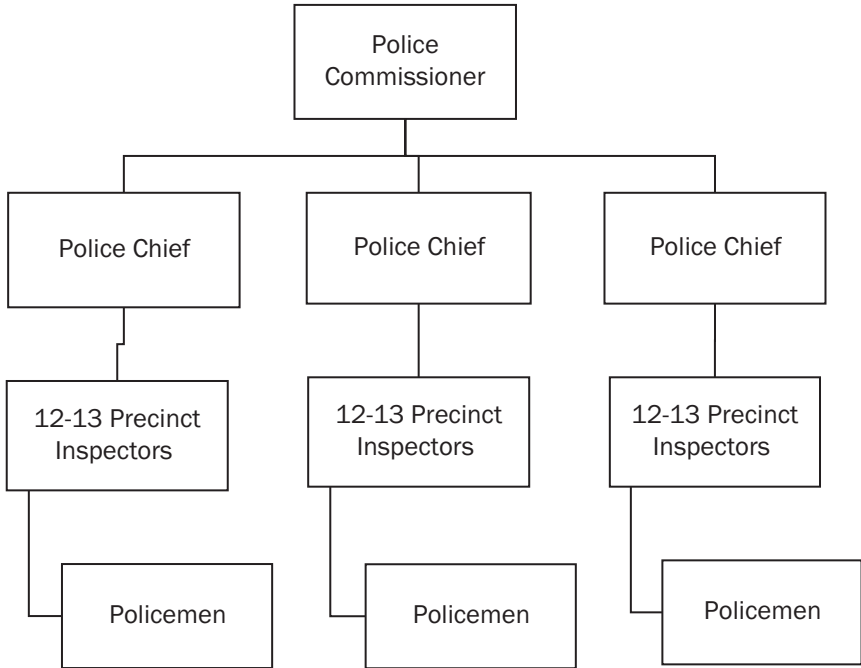 Police
Commissioner
Police Chief
Police Chief
Police Chief
12-13 Precinct
Inspectors
12-13 Precinct
Inspectors
12-13 Precinct
Inspectors
Policemen
Policemen
Policemen